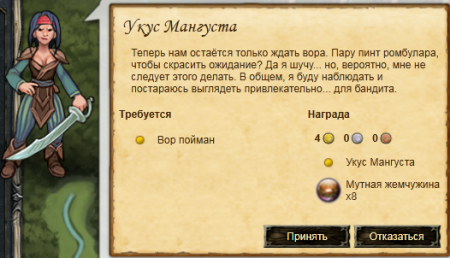 Укус Мангуста
Теперь нам остаётся только ждать вора. Пару пинт ромбулара,
чтобы скрасить ожидание? Да я шучу... но, вероятно, мне не
следует этого делать. В общем, я буду наблюдать и
постараюсь выглядеть привлекательно... для бандита.
Требуется
Награда
Вор пойман
4 0 0
Укус Мангуста
Мутная жемчужина
x8
Принять
Отказаться